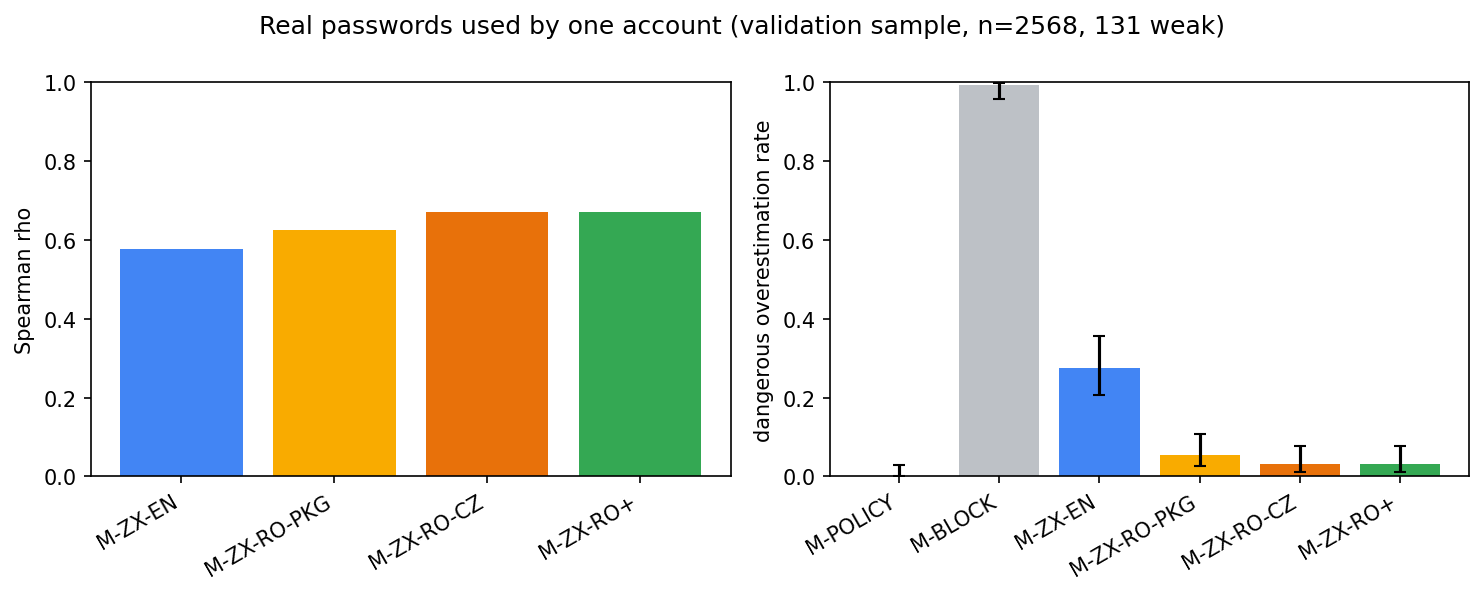 Real passwords used by one account (validation sample, n=2568, 131 weak)
Spearman rho
1.0
0.8
0.6
0.4
0.2
0.0
M-ZX-EN
M-ZX-RO-PKG
M-ZX-RO-CZ
M-ZX-RO+
dangerous overestimation rate
1.0
0.8
0.6
0.4
0.2
0.0
M-POLICY
M-BLOCK
M-ZX-EN
M-ZX-RO-PKG
M-ZX-RO-CZ
M-ZX-RO+